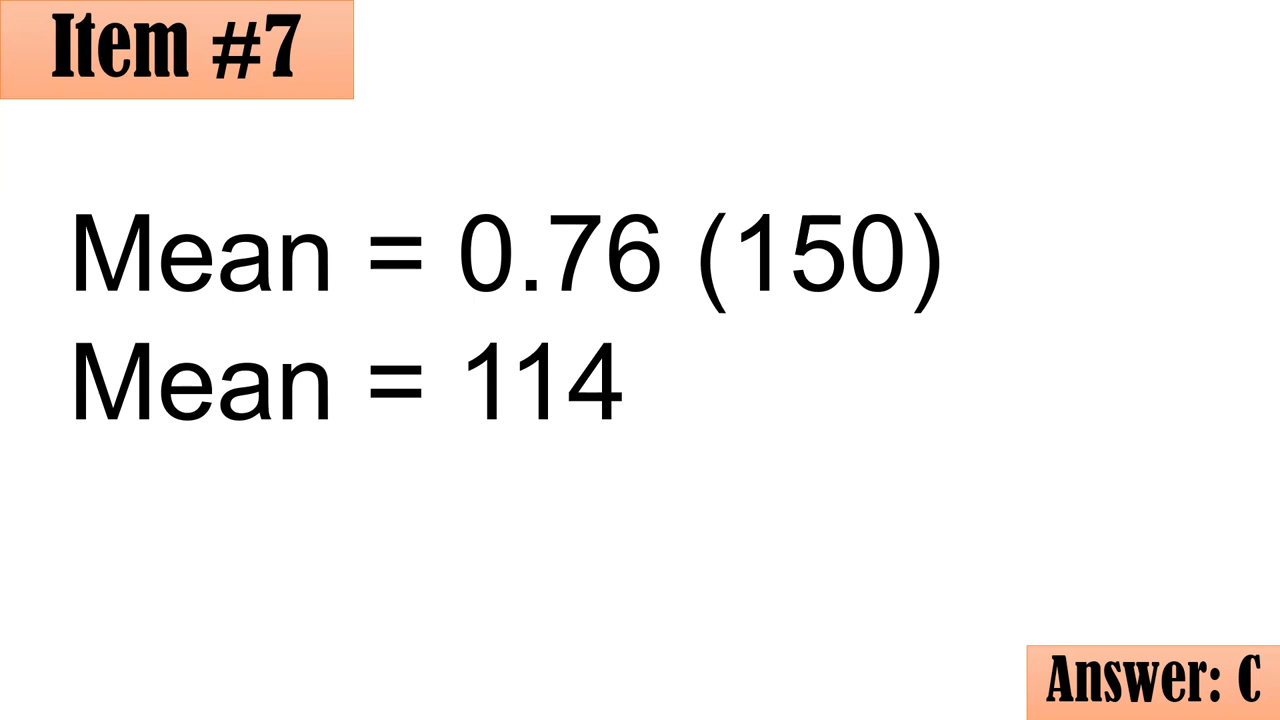 Item #7
Mean = 0.76 (150)
Mean = 114
Answer: C